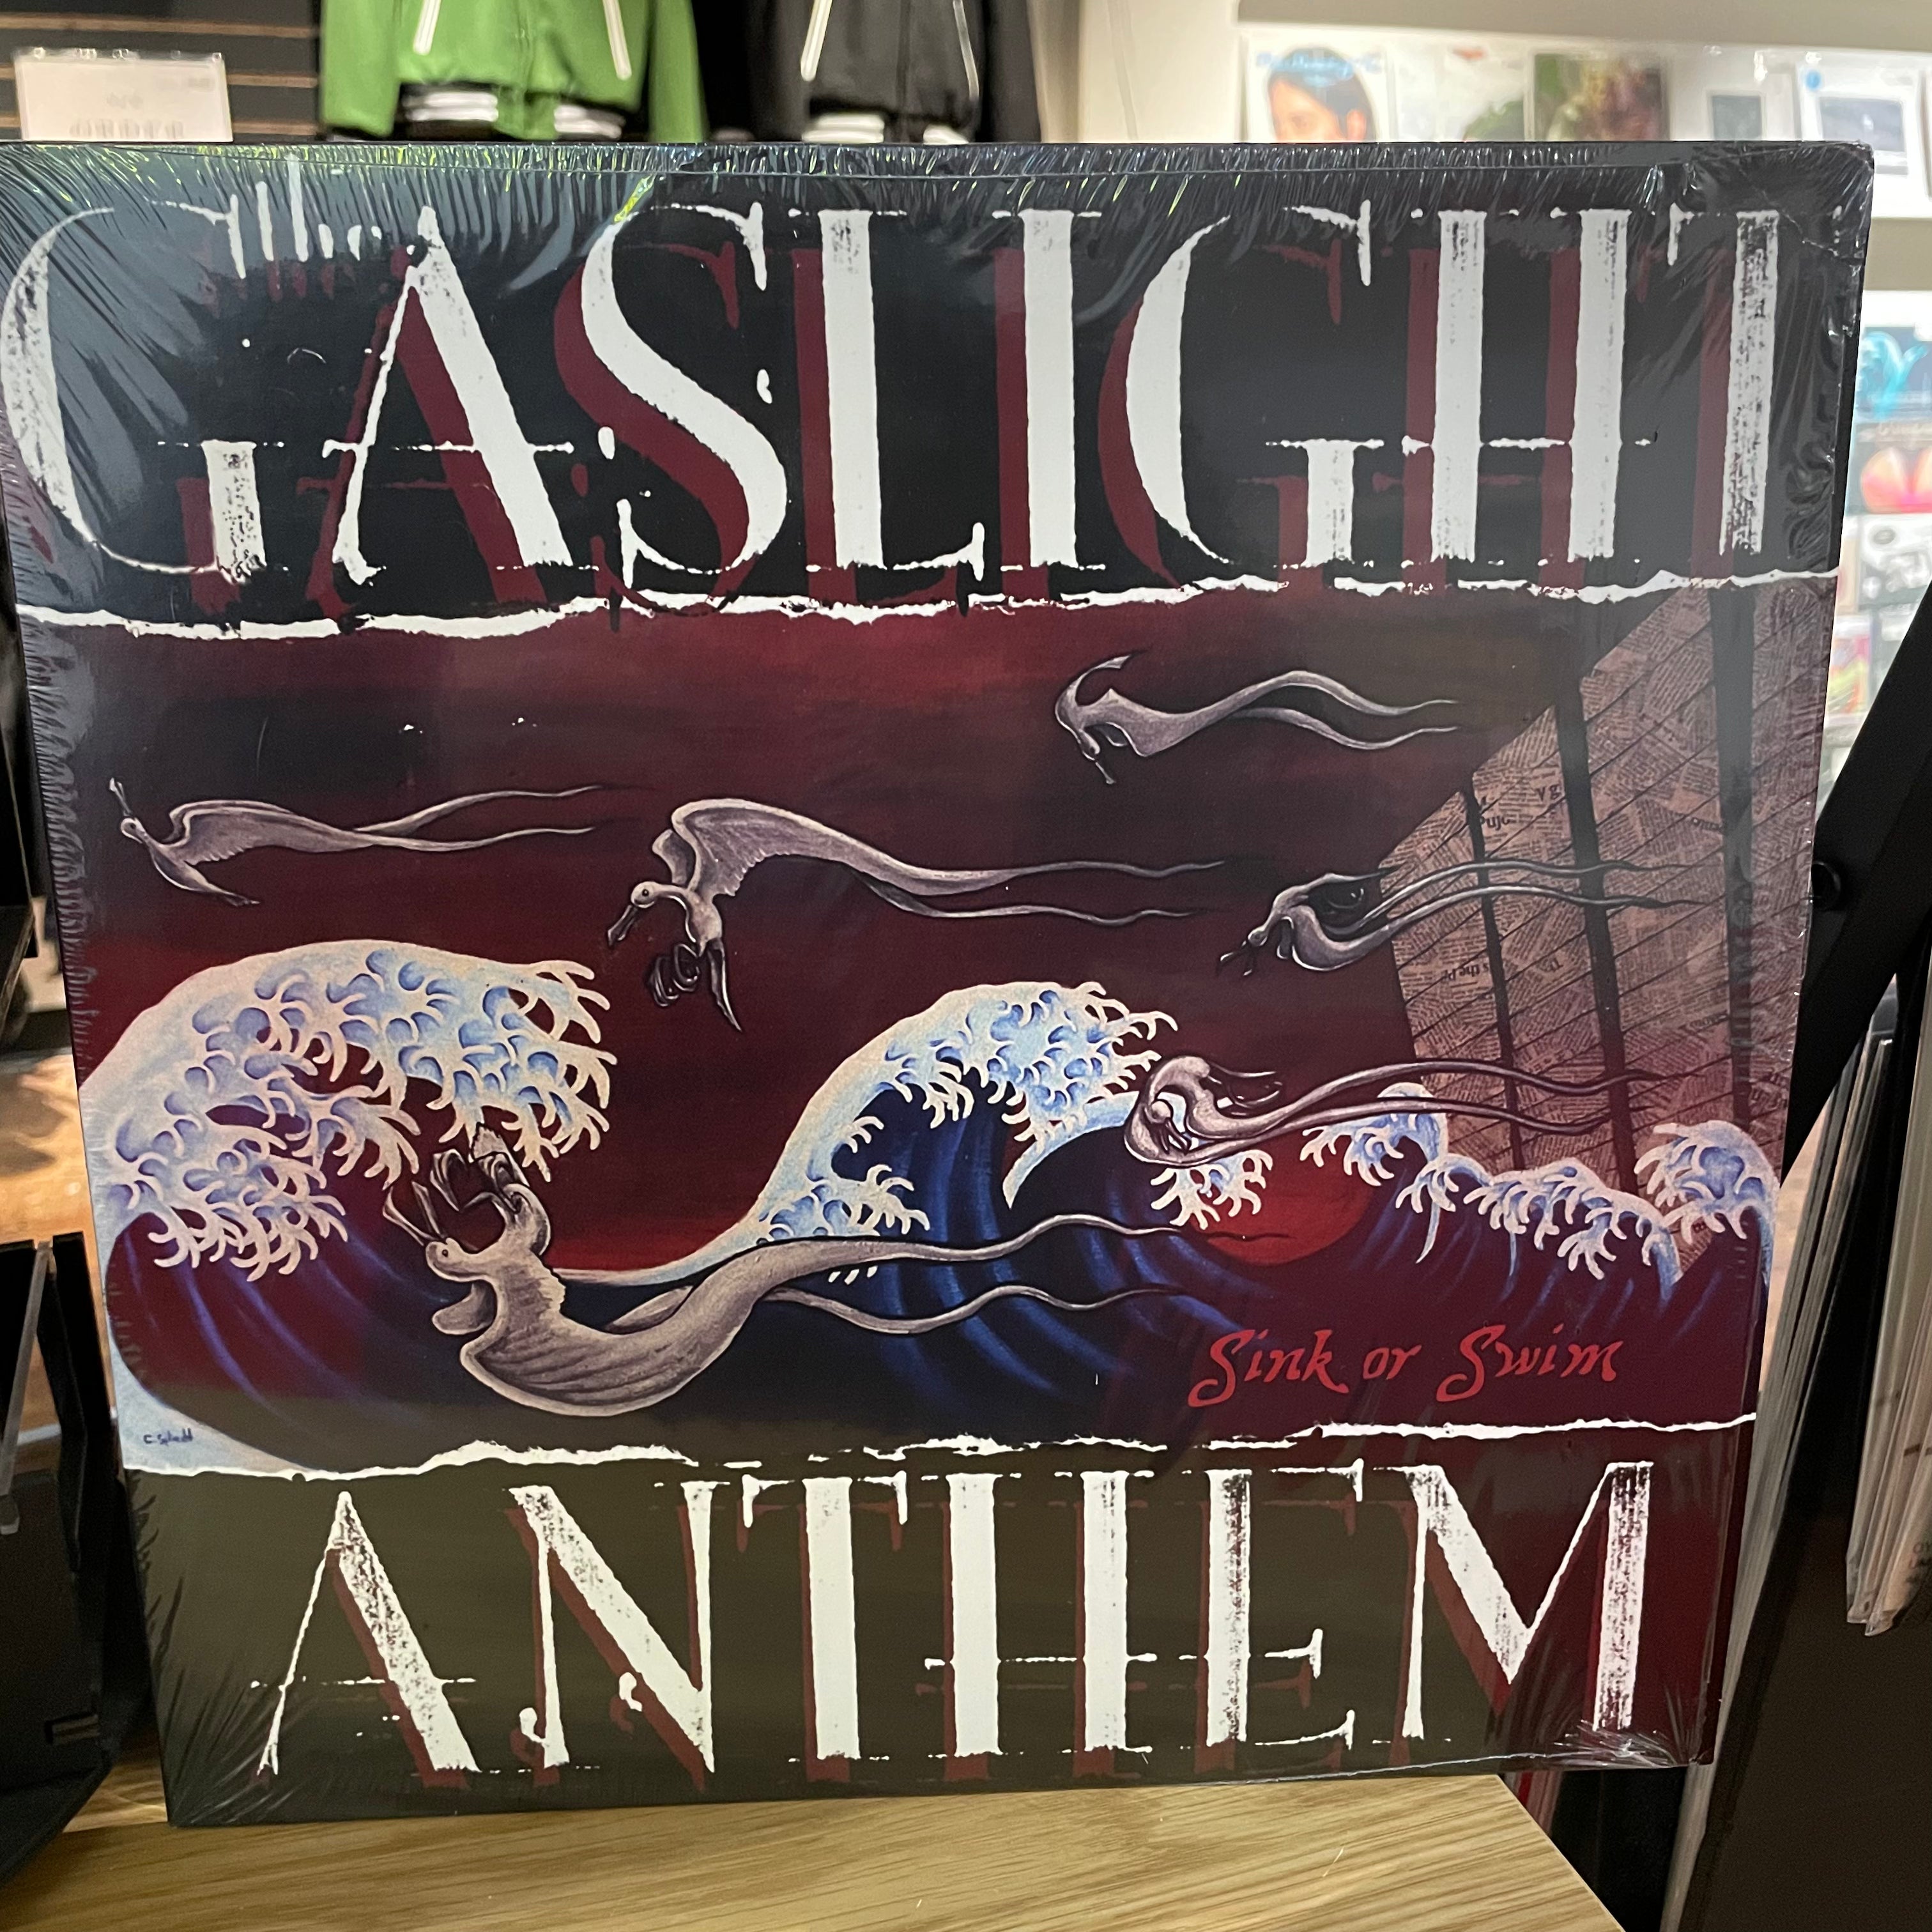 The
GASLIGHT
Sink or Swim
ANTHEM